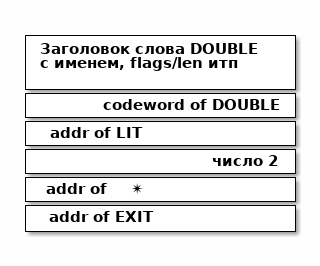 Заголовок слова DOUBLE
с именем, flags/len итп
codeword of DOUBLE
addr of LIT
число 2
addr of *
addr of EXIT